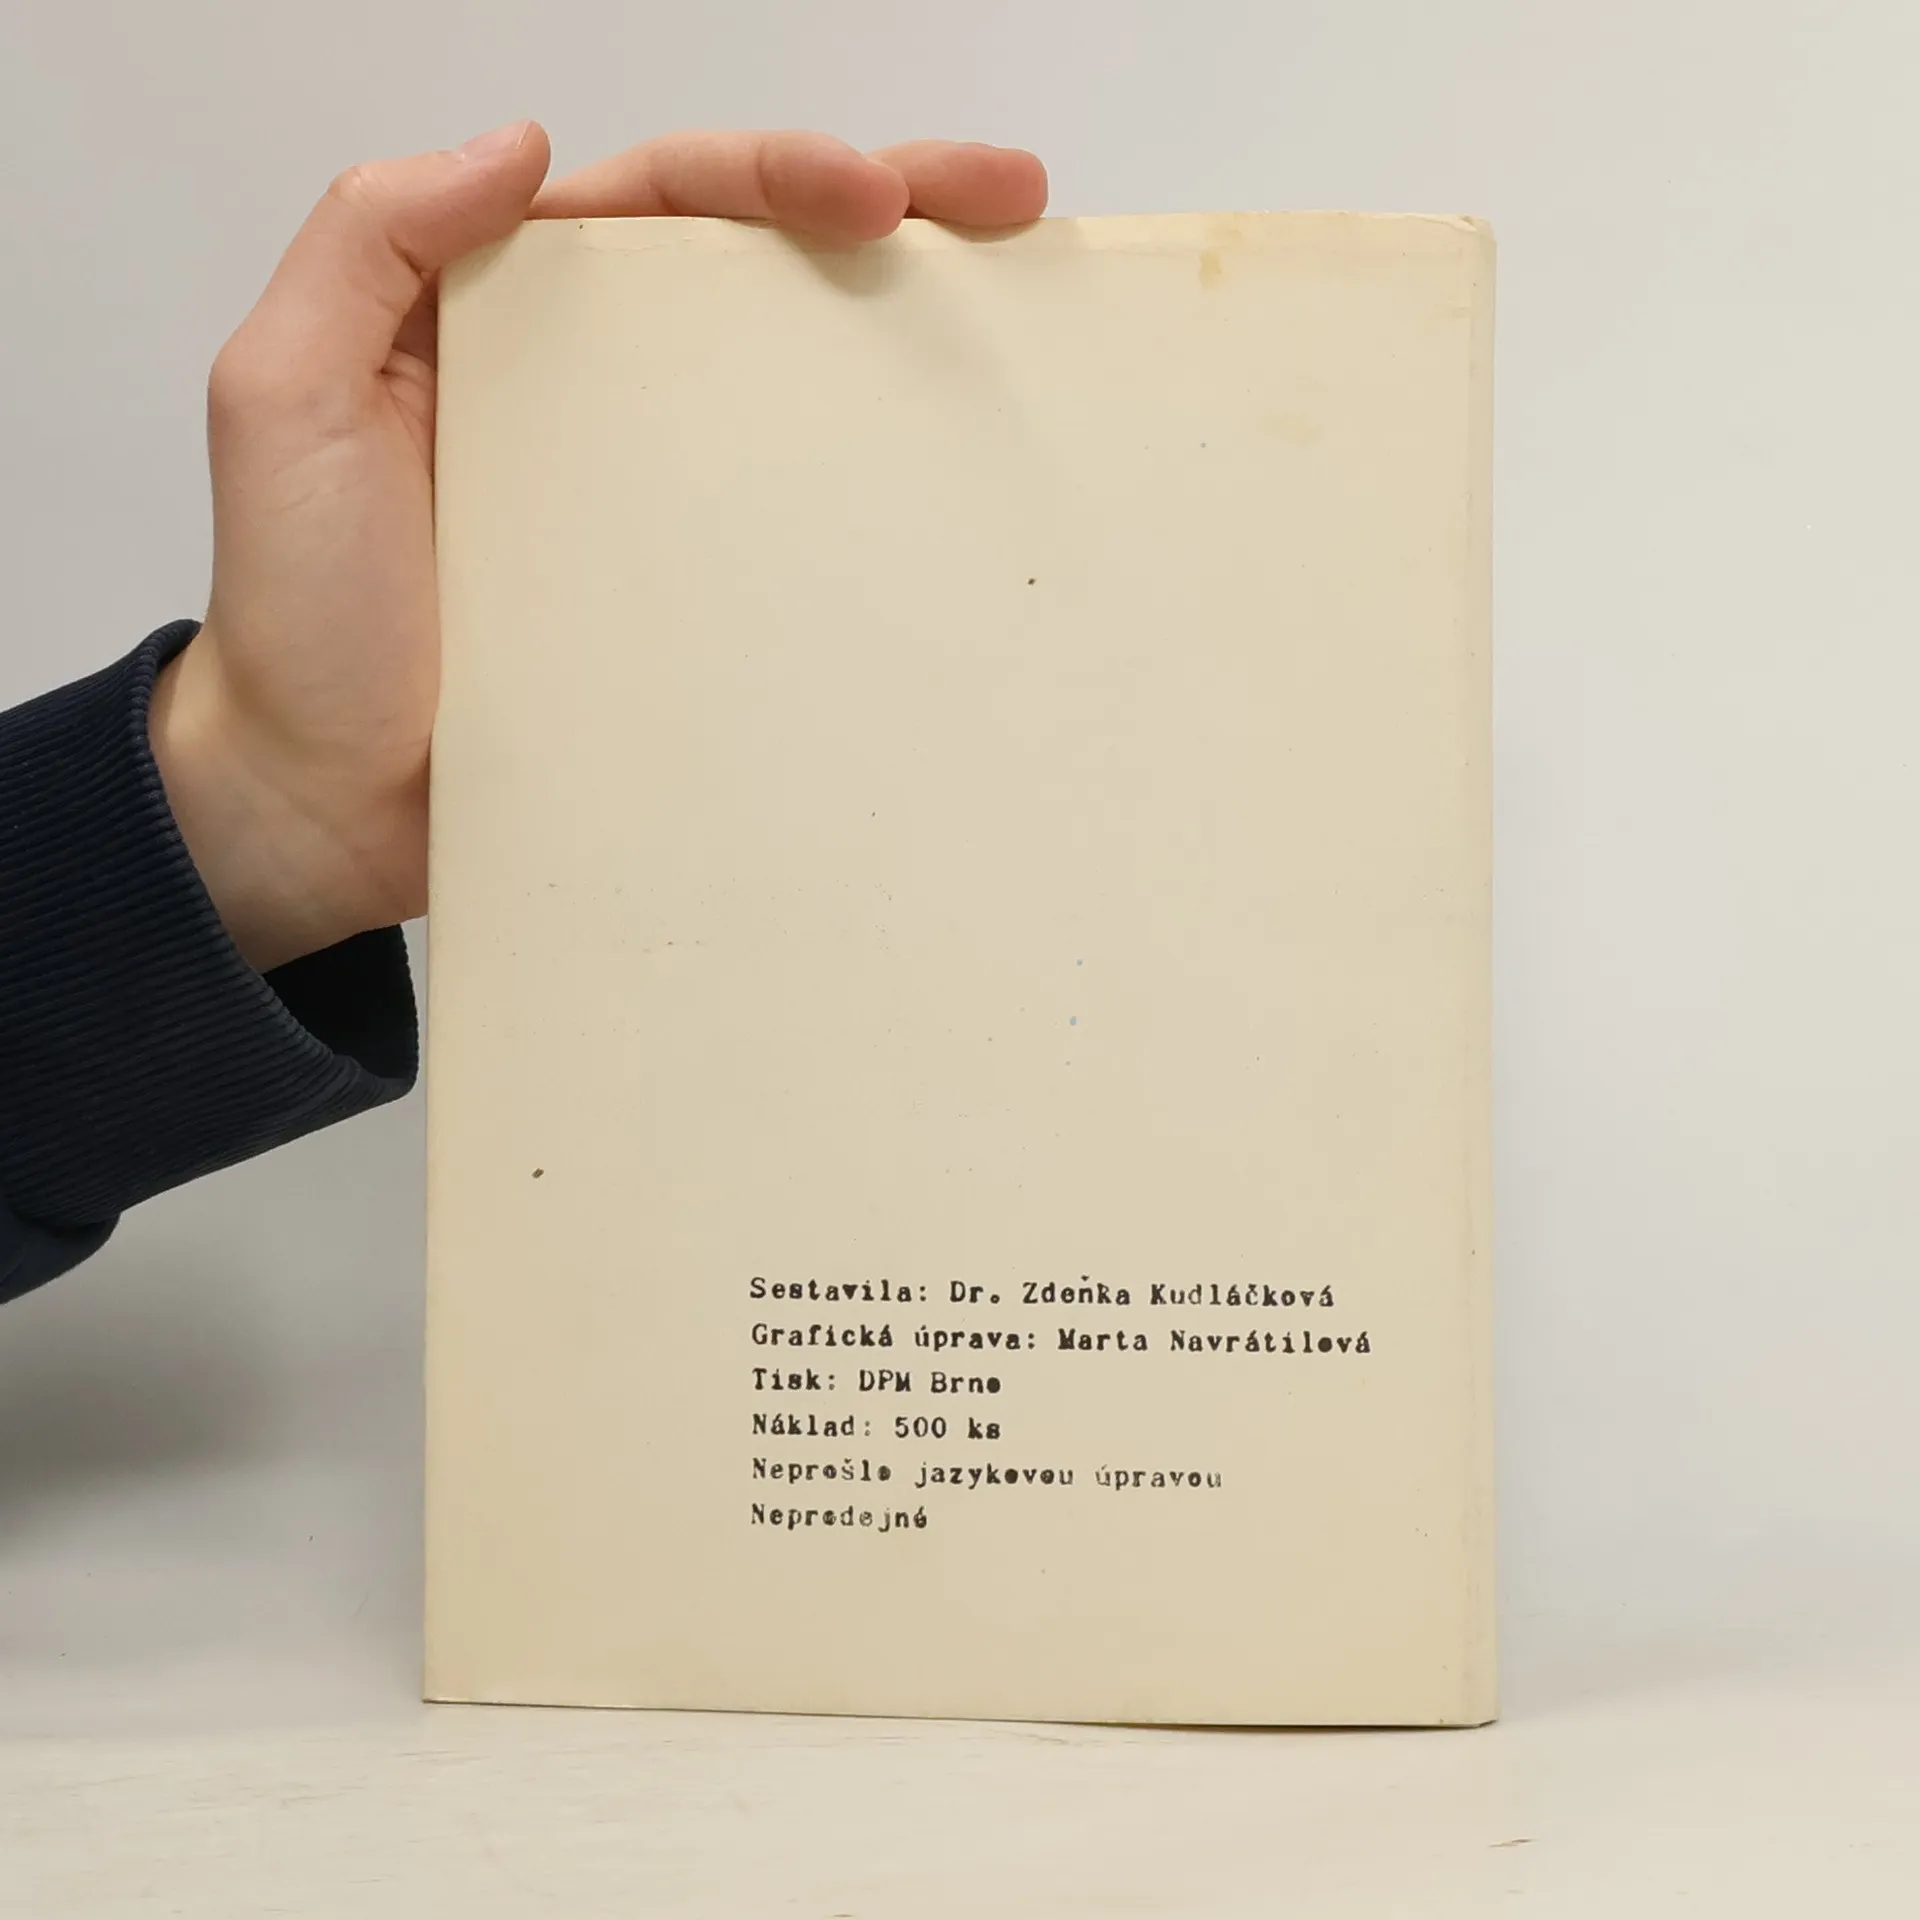 Sestavila: Dr. Zdeňka Kudláčková
Grafická úprava: Marta Navrátilová
Tisk: DPM Brno
Náklad: 500 ks
Neprošlo jazykovou úpravou
Neprodejné